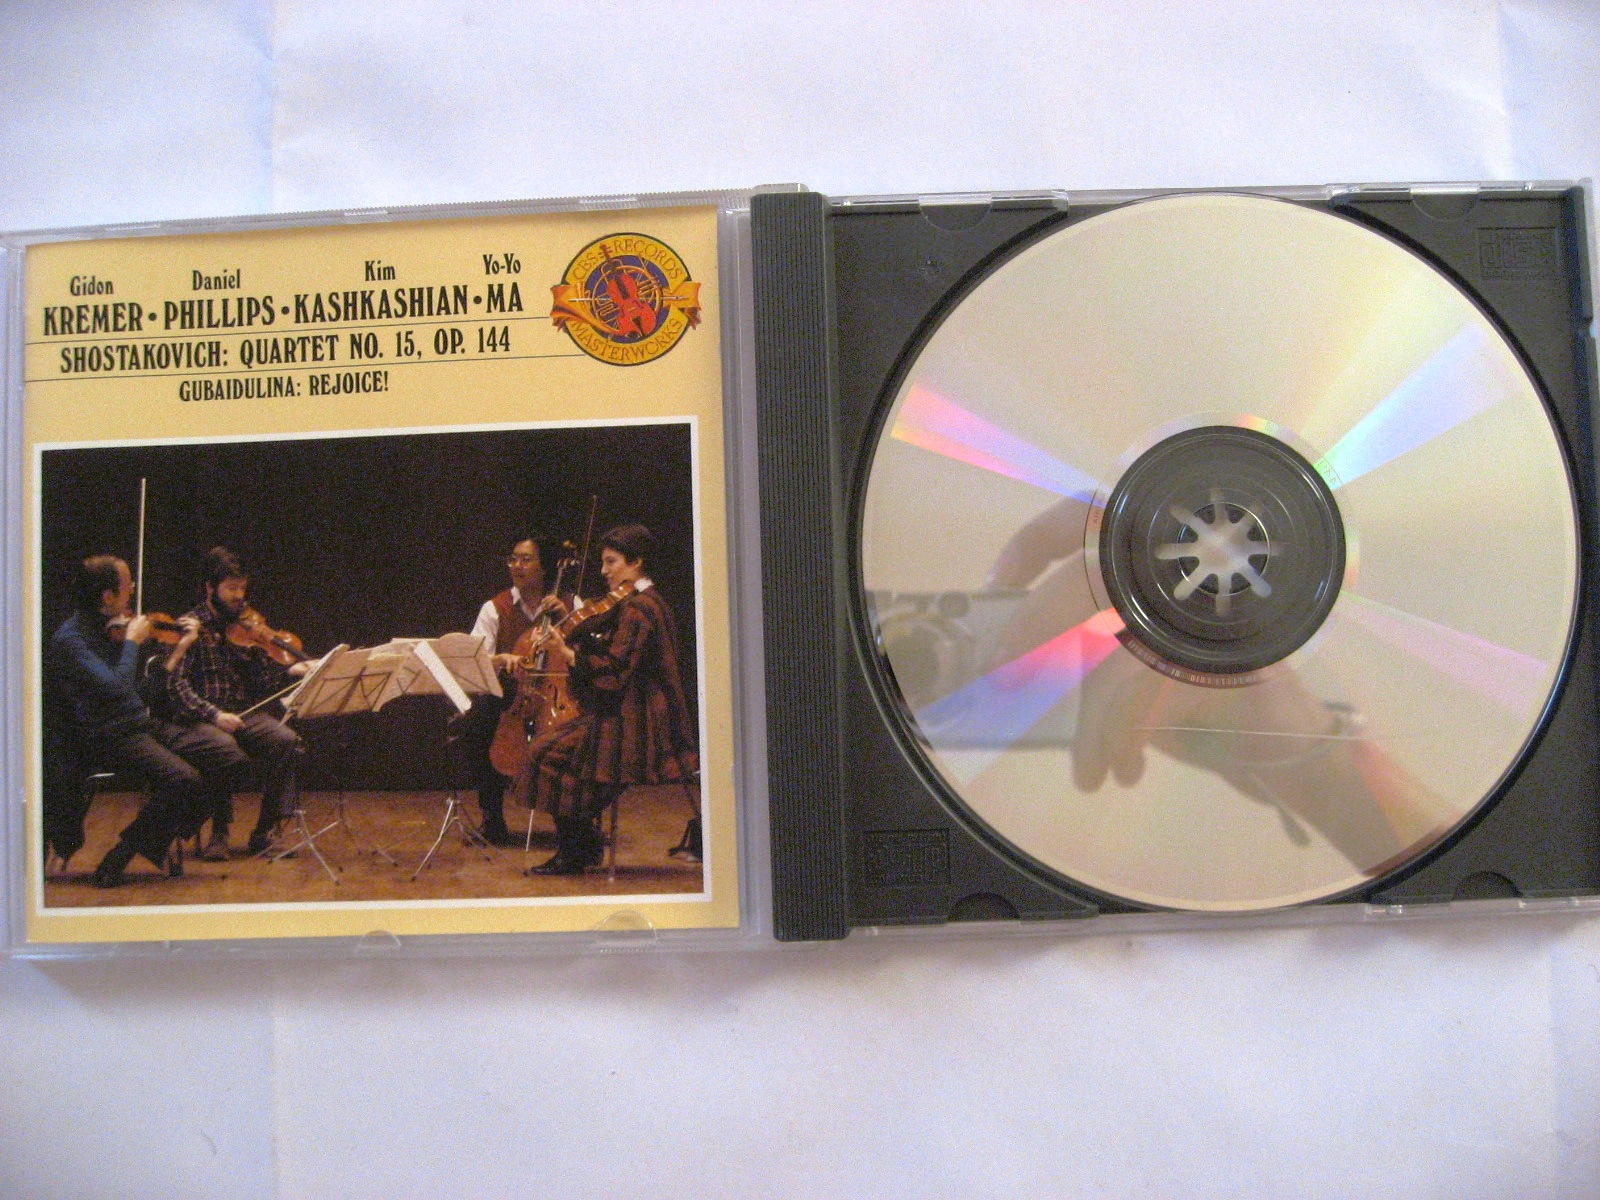 Gidon Daniel Kim Yo-Yo
KREMER • PHILLIPS • KASHKASHIAN • MA
SHOSTAKOVICH: QUARTET NO. 15, OP. 144
GUBAIDULINA: REJOICE!
CBS RECORDS
MASTERWORKS